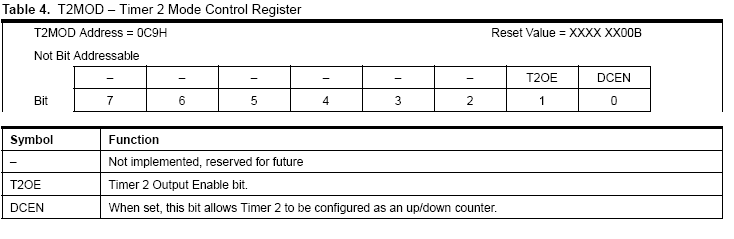 Table 4. T2MOD – Timer 2 Mode Control Register
T2MOD Address = 0C9H Reset Value = XXXX XX00B
Not Bit Addressable
– – – – – – T2OE DCEN
Bit 7 6 5 4 3 2 1 0
Symbol Function
– Not implemented, reserved for future
T2OE Timer 2 Output Enable bit.
DCEN When set, this bit allows Timer 2 to be configured as an up/down counter.